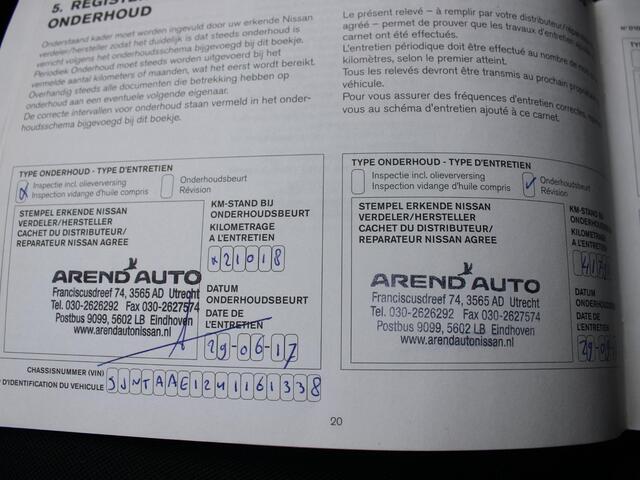 5. REGISTE
ONDERHOUD
Onderstaand kader moet worden ingevuld door uw erkende Nissan
verdeler/hersteller zodat het duidelijk is dat steeds onderhoud is
verricht volgens het onderhoudsschema bijgevoegd bij dit boekje.
Periodiek Onderhoud moet steeds worden uitgevoerd bij het
vermelde aantal kilometers of maanden, wat het eerst wordt bereikt.
Overhandig steeds alle documenten die betrekking hebben op
onderhoud aan een eventuele volgende eigenaar.
De correcte intervallen voor onderhoud staan vermeld in het onder-
houdsschema bijgevoegd bij dit boekje.
TYPE ONDERHOUD - TYPE D'ENTRETIEN
Inspectie incl. olieverversing
Inspection vidange d'huile compris
Onderhoudsbeurt
Révision
STEMPEL ERKENDE NISSAN
VERDELER/HERSTELLER
CACHET DU DISTRIBUTEUR/
REPARATEUR NISSAN AGREE
KM-STAND BIJ
ONDERHOUDSBEURT
KILOMETRAGE
A L'ENTRETIEN
x21018
AREND AUTO
Franciscusdreef 74, 3565 AD Utrecht
Tel. 030-2626292 Fax 030-2627574
Postbus 9099, 5602 LB Eindhoven
www.arendautonissan.nl
DATUM
ONDERHOUDSBEURT
DATE DE
L'ENTRETIEN
29-06-17
CHASSISNUMMER (VIN)
D'IDENTIFICATION DU VEHICULE
SJNTAAE12U1161338
Le présent relevé – à remplir par votre distributeur/répara
agréé – permet de prouver que les travaux d'entretien
carnet ont été effectués.
L'entretien périodique doit être effectué au nombre de
kilomètres, selon le premier atteint.
Tous les relevés devront être transmis au prochain
véhicule.
Pour vous assurer des fréquences d'entretien correctes,
vous au schéma d'entretien ajouté à ce carnet.
TYPE ONDERHOUD - TYPE D'ENTRETIEN
Inspectie incl. olieverversing
Inspection vidange d'huile compris
Onderhoudsbeurt
Révision
STEMPEL ERKENDE NISSAN
VERDELER/HERSTELLER
CACHET DU DISTRIBUTEUR/
REPARATEUR NISSAN AGREE
KM-STAND
ONDERHOU
KILOMETRA
A L'ENTRETI
AREND AUTO
Franciscusdreef 74, 3565 AD Utrecht
Tel. 030-2626292 Fax 030-2627574
Postbus 9099, 5602 LB Eindhoven
www.arendautonissan.nl
DATUM
ONDERHOU
DATE DE
L'ENTRETIE
20